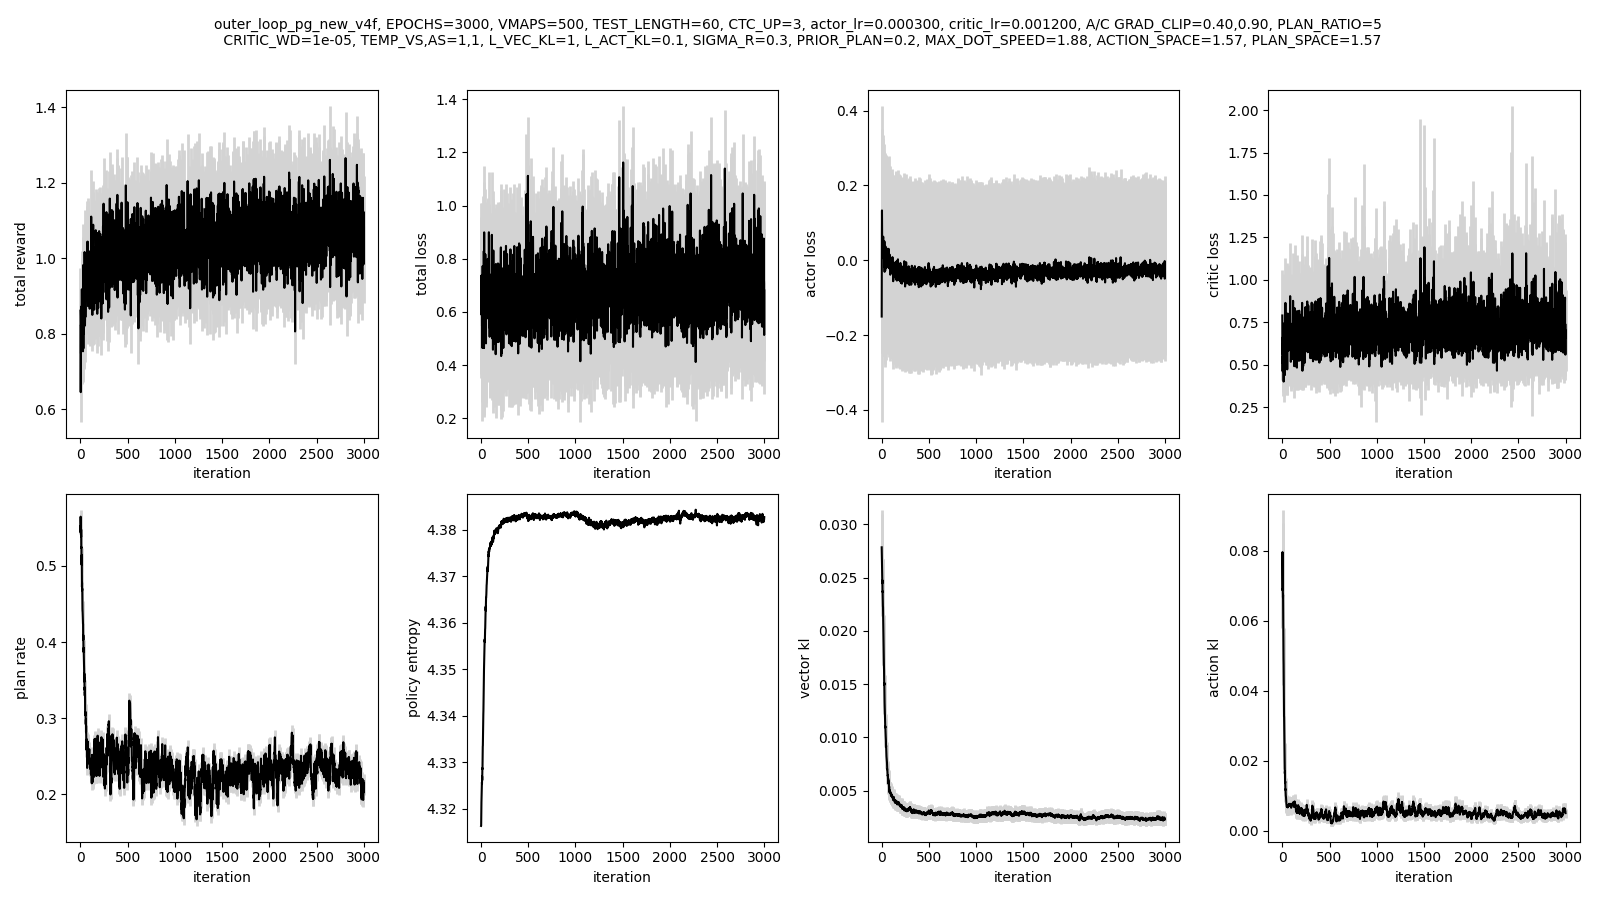 outer_loop_pg_new_v4f, EPOCHS=3000, VMAPS=500, TEST_LENGTH=60, CTC_UP=3, actor_lr=0.000300, critic_lr=0.001200, A/C GRAD_CLIP=0.40,0.90, PLAN_RATIO=5
CRITIC_WD=1e-05, TEMP_VS,AS=1,1, L_VEC_KL=1, L_ACT_KL=0.1, SIGMA_R=0.3, PRIOR_PLAN=0.2, MAX_DOT_SPEED=1.88, ACTION_SPACE=1.57, PLAN_SPACE=1.57
total reward
1.4
1.2
1.0
0.8
0.6
0 500 1000 1500 2000 2500 3000
iteration
total loss
1.4
1.2
1.0
0.8
0.6
0.4
0.2
0 500 1000 1500 2000 2500 3000
iteration
actor loss
0.4
0.2
0.0
−0.2
−0.4
0 500 1000 1500 2000 2500 3000
iteration
critic loss
2.00
1.75
1.50
1.25
1.00
0.75
0.50
0.25
0 500 1000 1500 2000 2500 3000
iteration
plan rate
0.5
0.4
0.3
0.2
0 500 1000 1500 2000 2500 3000
iteration
policy entropy
4.38
4.37
4.36
4.35
4.34
4.33
4.32
0 500 1000 1500 2000 2500 3000
iteration
vector kl
0.030
0.025
0.020
0.015
0.010
0.005
0 500 1000 1500 2000 2500 3000
iteration
action kl
0.08
0.06
0.04
0.02
0.00
0 500 1000 1500 2000 2500 3000
iteration